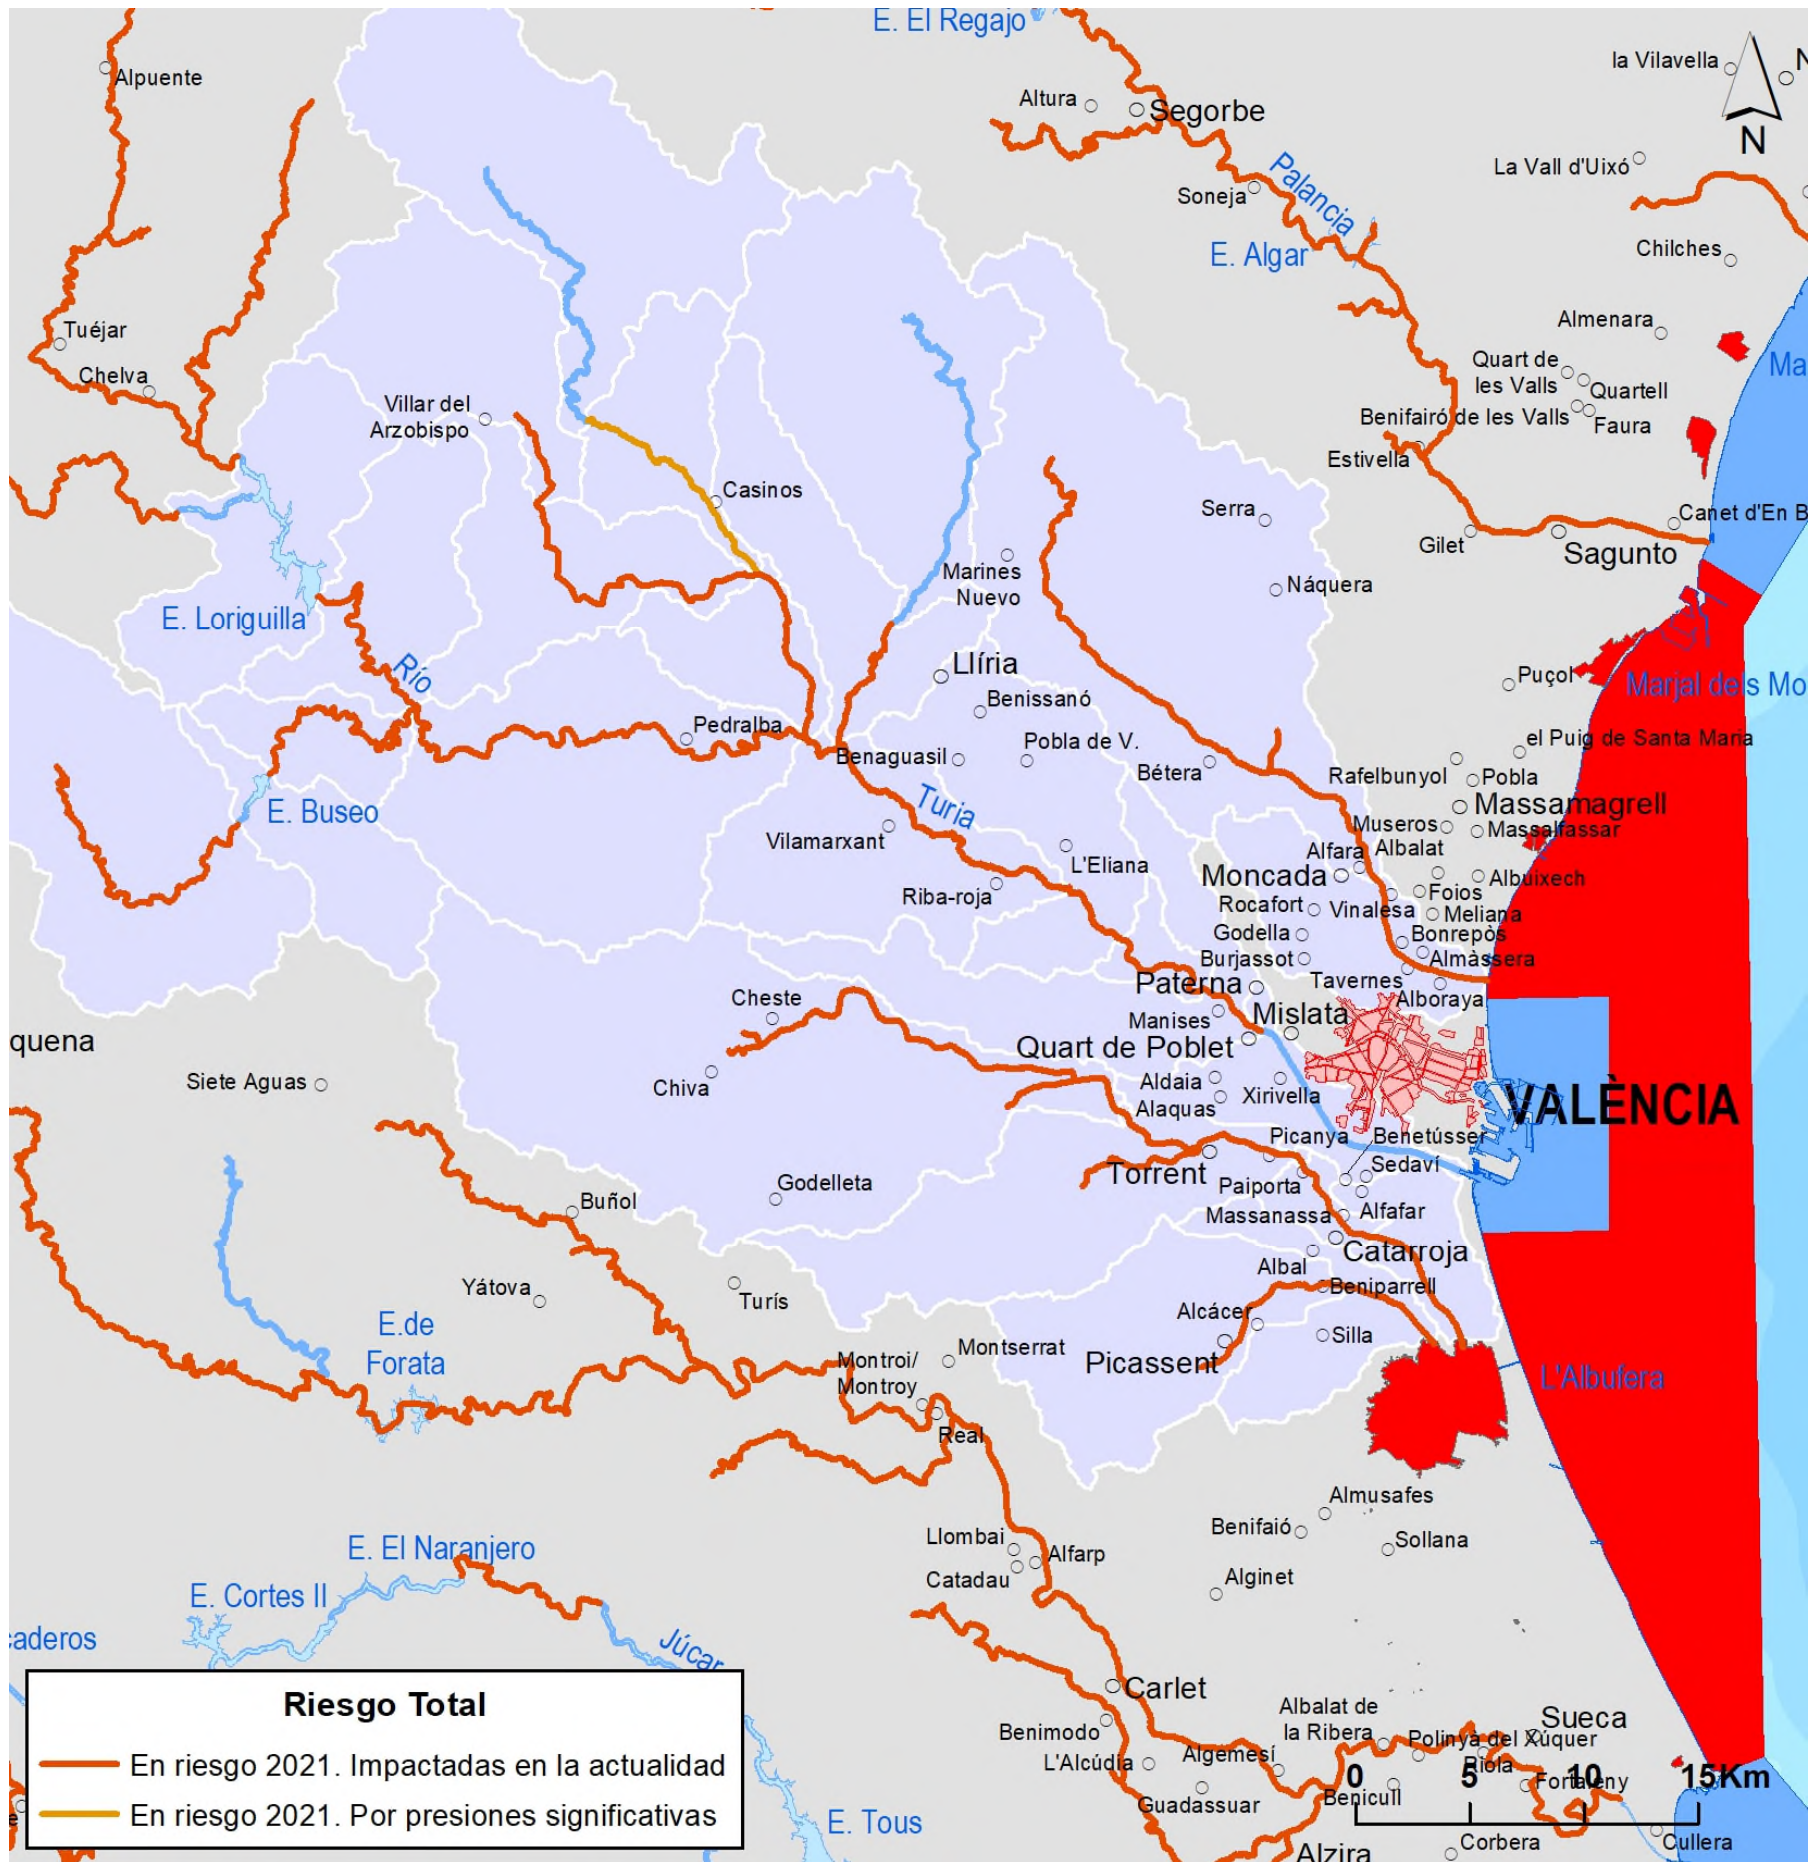 E. El Regajo
la Vilavella
N
Alpuente
Altura
Segorbe
N
La Vall d'Uixó
Palancia
Soneja
E. Algar
Chilches
Tuéjar
Almenara
Chelva
Quart de
les Valls
Quartell
Ma
Villar del
Arzobispo
Benifairó de les Valls
Faura
Estivella
Casinos
Serra
Canet d'En B
Gilet
Sagunto
Marines
Nuevo
Náquera
E. Loriguilla
Río
Llíria
Puçol
Marjal dels Mo
Benissanó
Pedralba
Benaguasil
Pobla de V.
el Puig de Santa Maria
Bétera
Rafelbunyol
Pobla
E. Buseo
Turia
Massamagrell
Vilamarxant
Museros
Massalfassar
L'Eliana
Alfara
Albalat
Moncada
Albuixech
Riba-roja
Foios
Rocafort
Vinalesa
Meliana
Godella
Bonrepòs
Burjassot
Almàssera
Paterna
Tavernes
Cheste
Alboraya
Manises
Mislata
quena
Quart de Poblet
Siete Aguas
Chiva
Aldaia
Xirivella
Alaquas
VALÈNCIA
Picanya
Benetússer
Torrent
Sedaví
Godelleta
Paiporta
Buñol
Massanassa
Alfafar
Catarroja
Albal
Yátova
Turís
Beniparrell
Alcácer
E.de
Forata
Silla
Montserrat
Montroi/
Montroy
Picassent
L'Albufera
Real
Almusafes
Benifaió
Llombai
Sollana
E. El Naranjero
Alfarp
Catadau
Alginet
E. Cortes II
caderos
Júcar
Carlet
Albalat de
la Ribera
Sueca
Benimodo
Polinyà del Xúquer
L'Alcúdia
Algemesí
Riola
Fortaleny
Guadassuar
Benicull
0 5 10 15Km
E. Tous
Corbera
Cullera
Alzira
Riesgo Total
En riesgo 2021. Impactadas en la actualidad
En riesgo 2021. Por presiones significativas